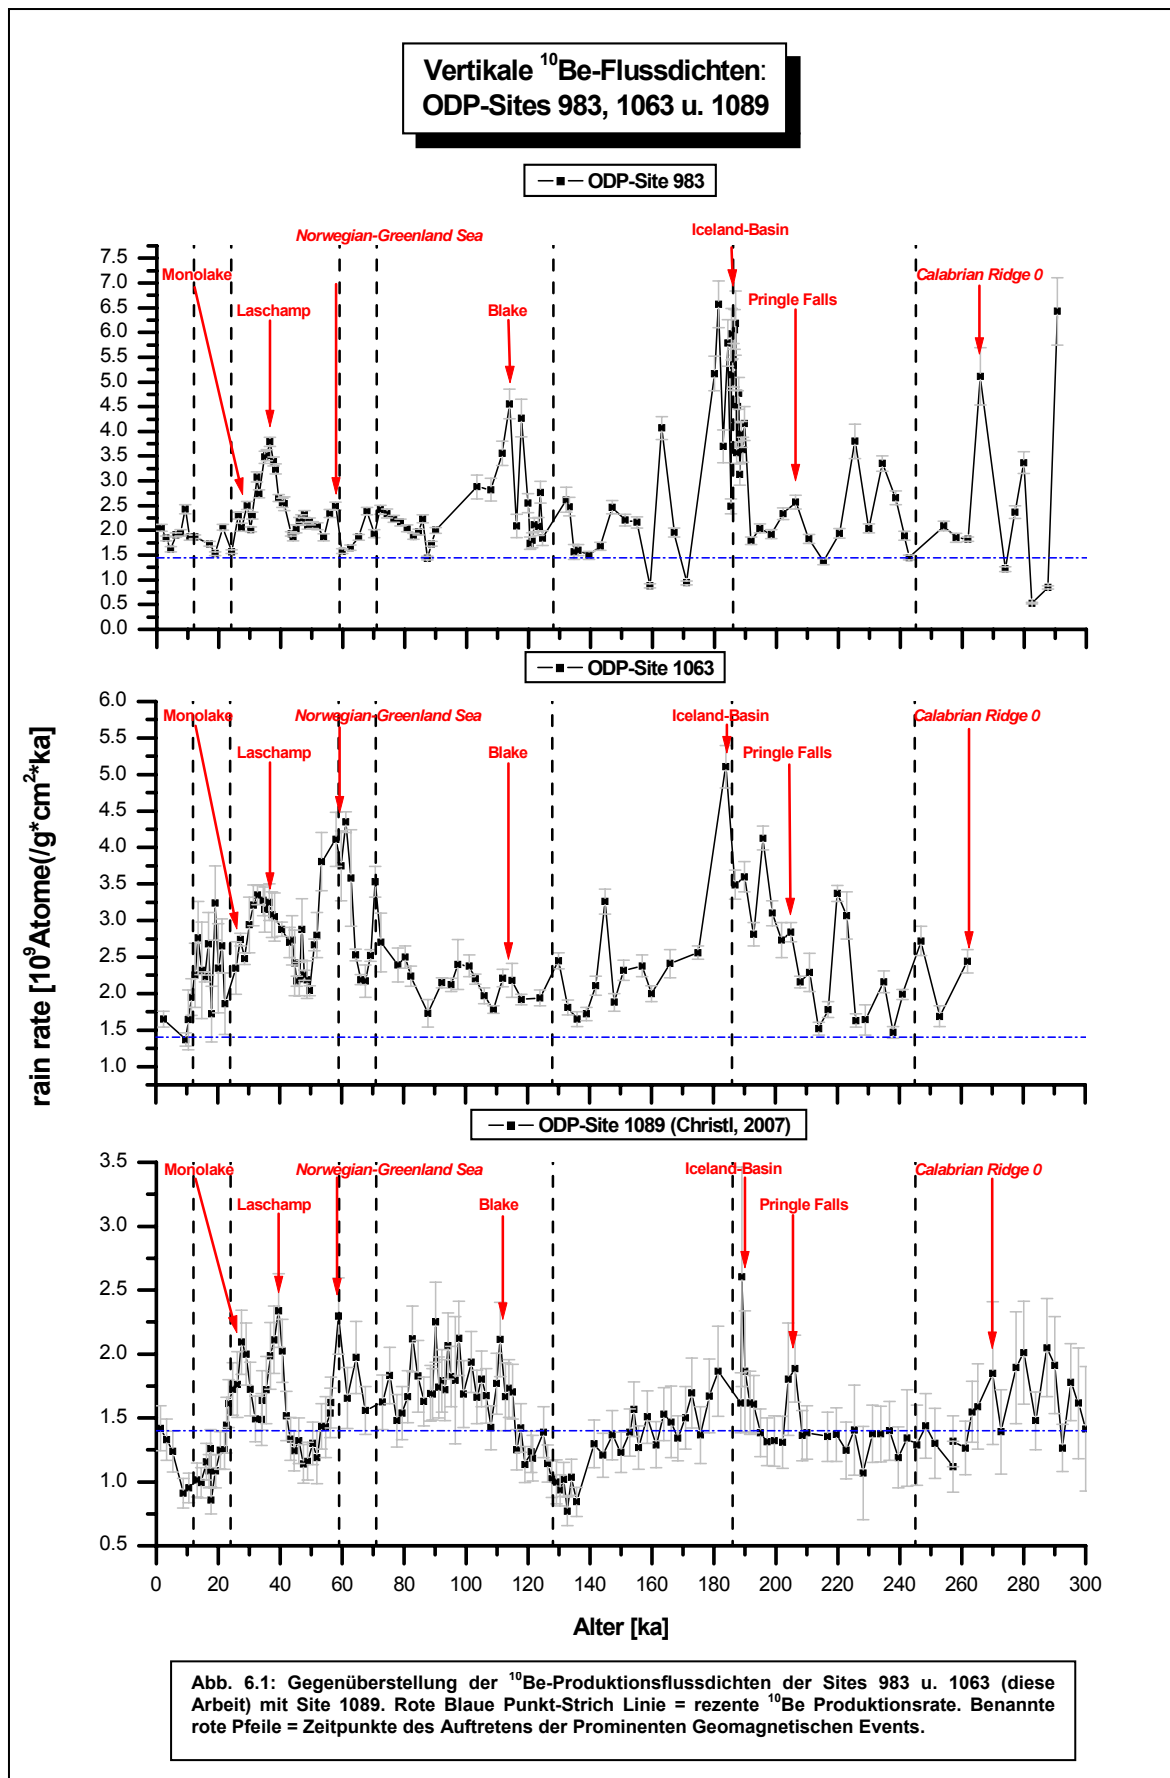 Vertikale ¹⁰Be-Flussdichten:
ODP-Sites 983, 1063 u. 1089
ODP-Site 983
Norwegian-Greenland Sea
Iceland-Basin
Monolake
Calabrian Ridge 0
Laschamp
Blake
Pringle Falls
7.5
7.0
6.5
6.0
5.5
5.0
4.5
4.0
3.5
3.0
2.5
2.0
1.5
1.0
0.5
0.0
ODP-Site 1063
Monolake
Norwegian-Greenland Sea
Iceland-Basin
Calabrian Ridge 0
Laschamp
Blake
Pringle Falls
6.0
5.5
5.0
4.5
4.0
3.5
3.0
2.5
2.0
1.5
1.0
rain rate [10⁹Atome(/g*cm²*ka]
ODP-Site 1089 (Christl, 2007)
Monolake
Norwegian-Greenland Sea
Iceland-Basin
Calabrian Ridge 0
Laschamp
Blake
Pringle Falls
3.5
3.0
2.5
2.0
1.5
1.0
0.5
0 20 40 60 80 100 120 140 160 180 200 220 240 260 280 300
Alter [ka]
Abb. 6.1: Gegenüberstellung der ¹⁰Be-Produktionsflussdichten der Sites 983 u. 1063 (diese
Arbeit) mit Site 1089. Rote Blaue Punkt-Strich Linie = rezente ¹⁰Be Produktionsrate. Benannte
rote Pfeile = Zeitpunkte des Auftretens der Prominenten Geomagnetischen Events.